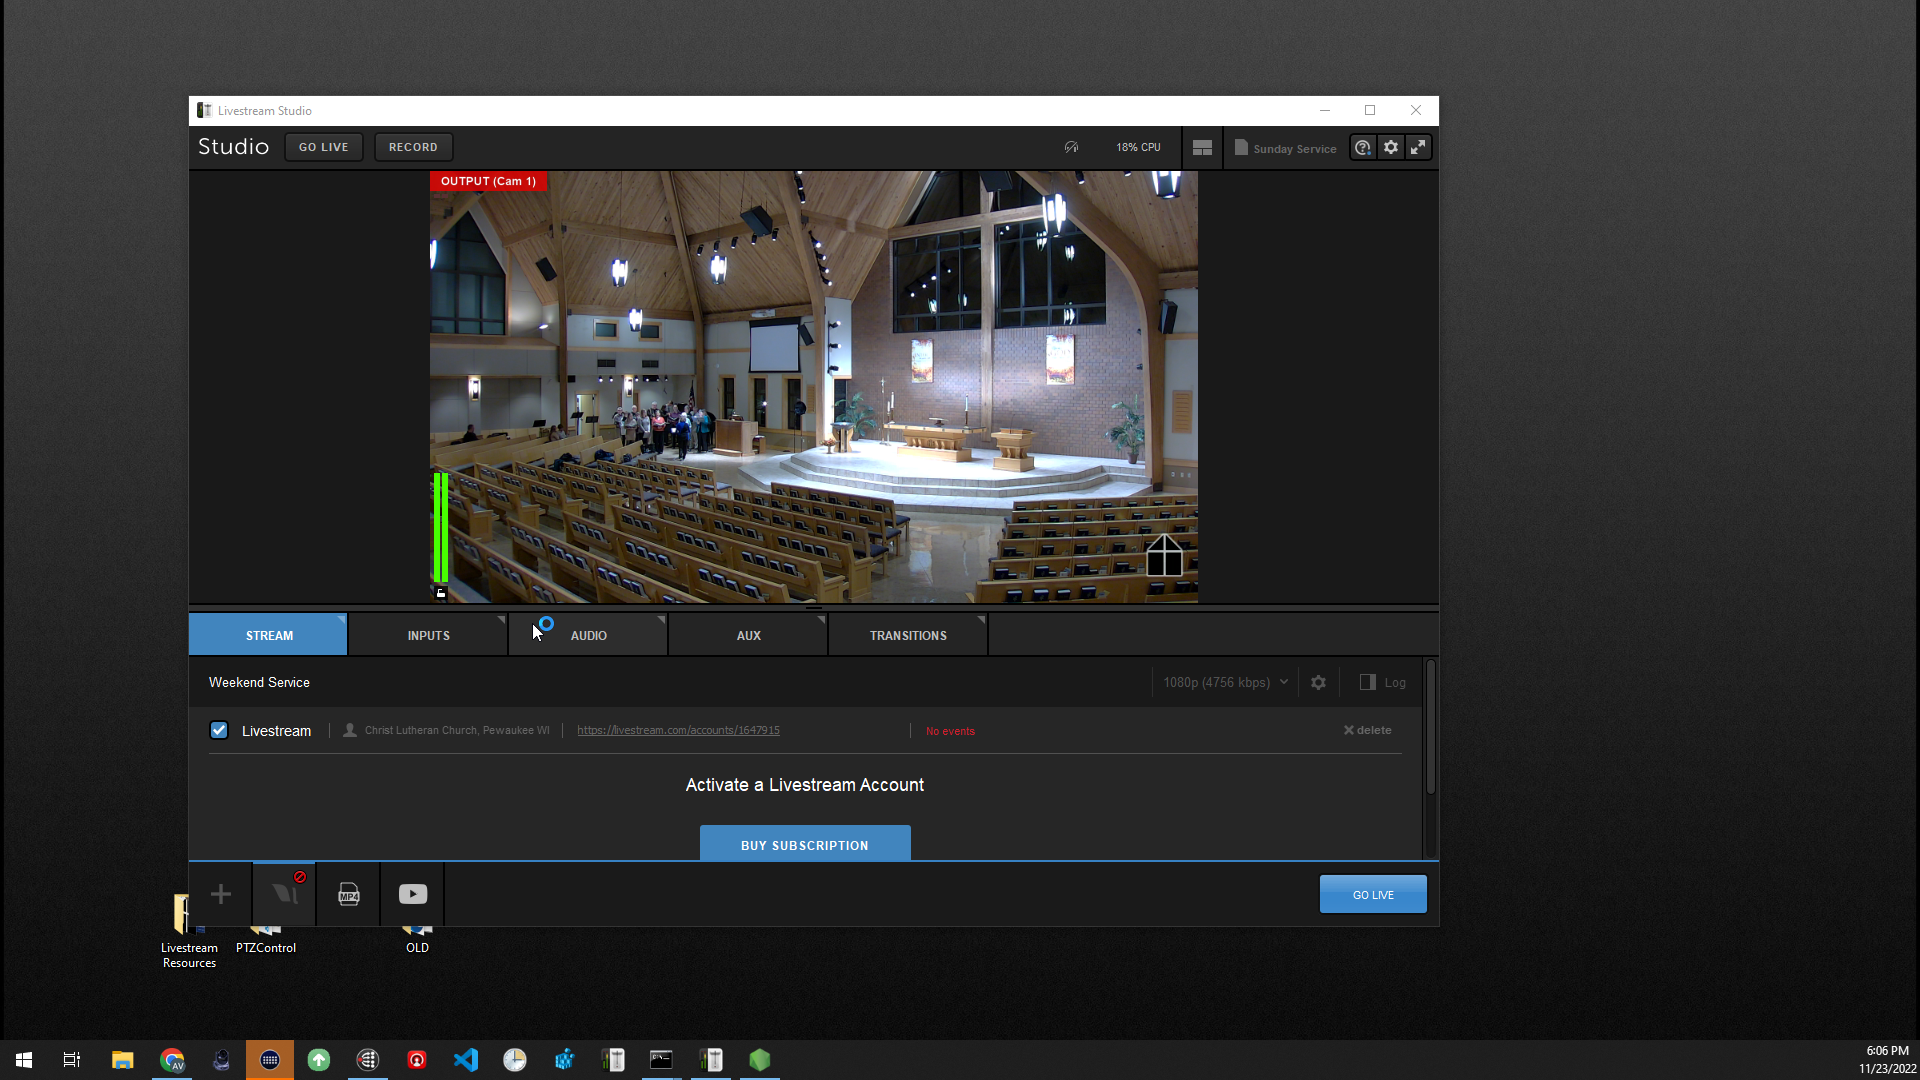 Livestream Studio
Studio
GO LIVE
RECORD
18% CPU
Sunday Service
OUTPUT (Cam 1)
STREAM
INPUTS
AUDIO
AUX
TRANSITIONS
Weekend Service
1080p (4756 kbps)
Log
Livestream
Christ Lutheran Church, Pewaukee WI
https://livestream.com/accounts/1647915
No events
delete
Activate a Livestream Account
BUY SUBSCRIPTION
MP4
GO LIVE
Livestream
Resources
PTZControl
OLD
AV
6:06 PM
11/23/2022